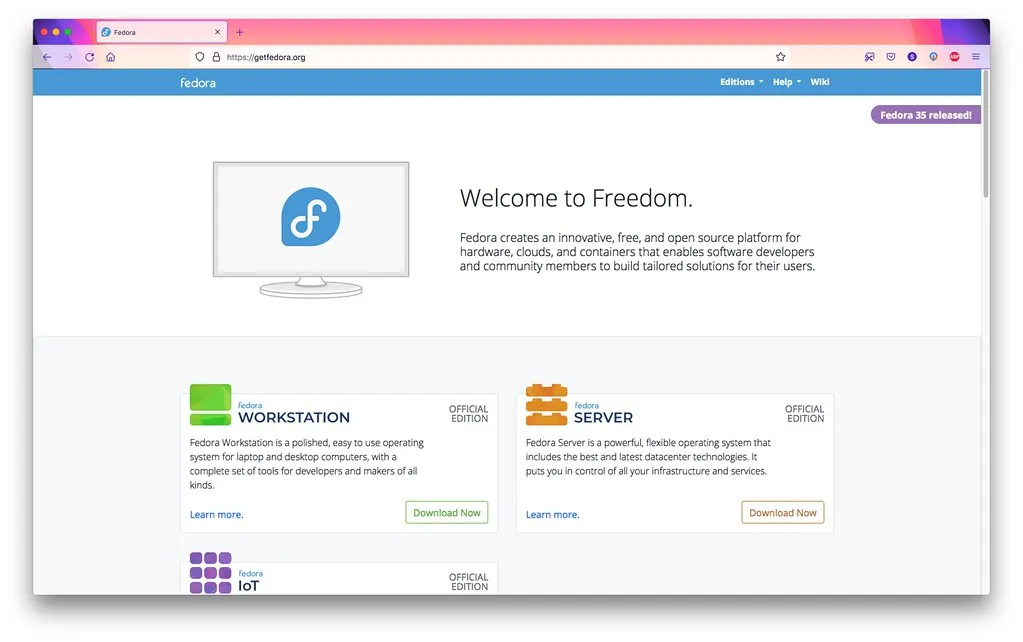 Fedora
https://getfedora.org
fedora
Editions
Help
Wiki
Fedora 35 released!
Welcome to Freedom.
Fedora creates an innovative, free, and open source platform for
hardware, clouds, and containers that enables software developers
and community members to build tailored solutions for their users.
fedora
WORKSTATION
OFFICIAL
EDITION
Fedora Workstation is a polished, easy to use operating
system for laptop and desktop computers, with a
complete set of tools for developers and makers of all
kinds.
Learn more.
Download Now
fedora
SERVER
OFFICIAL
EDITION
Fedora Server is a powerful, flexible operating system that
includes the best and latest datacenter technologies. It
puts you in control of all your infrastructure and services.
Learn more.
Download Now
fedora
IoT
OFFICIAL
EDITION